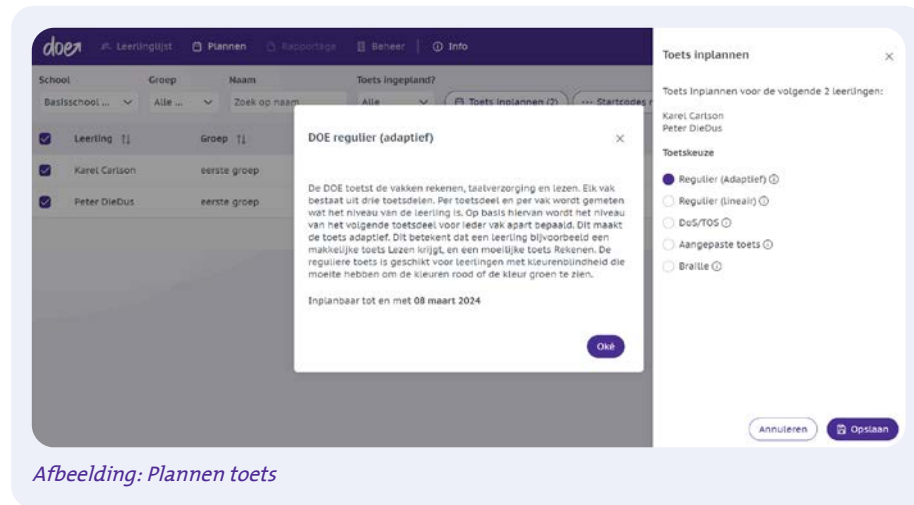 doe
Leerlinglijst
Plannen
Rapportage
Beheer
Info
School
Groep
Naam
Toets ingepland?
Basisschool ...
Alle ...
Zoek op naam
Alle
Toets inplannen (2)
Startcodes
Leerling
Groep
Karel Carlson
eerste groep
Peter DieDus
eerste groep
DOE regulier (adaptief)
De DOE toetst de vakken rekenen, taalverzorging en lezen. Elk vak
bestaat uit drie toetsdelen. Per toetsdeel en per vak wordt gemeten
wat het niveau van de leerling is. Op basis hiervan wordt het niveau
van het volgende toetsdeel voor ieder vak apart bepaald. Dit maakt
de toets adaptief. Dit betekent dat een leerling bijvoorbeeld een
makkelijke toets Lezen krijgt, en een moeilijke toets Rekenen. De
reguliere toets is geschikt voor leerlingen met kleurenblindheid die
moeite hebben om de kleuren rood of de kleur groen te zien.
Inplanbaar tot en met 08 maart 2024
Oké
Toets inplannen
Toets inplannen voor de volgende 2 leerlingen:
Karel Carlson
Peter DieDus
Toetskeuze
Regulier (Adaptief)
Regulier (Lineair)
DoS/TOS
Aangepaste toets
Braille
Annuleren
Opslaan
Afbeelding: Plannen toets